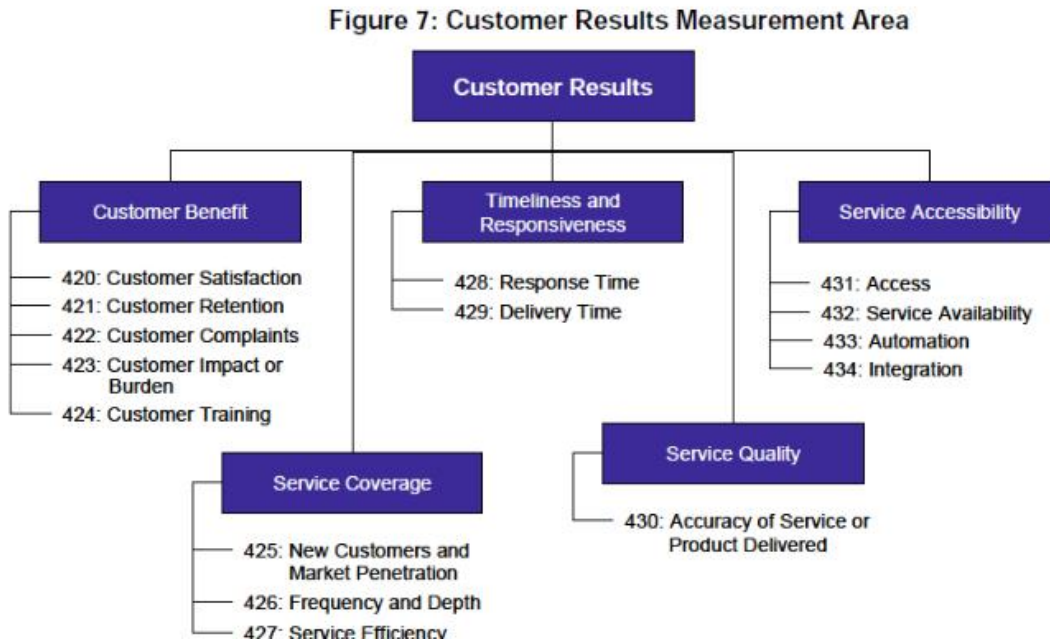 Figure 7: Customer Results Measurement Area
Customer Results
Customer Benefit
420: Customer Satisfaction
421: Customer Retention
422: Customer Complaints
423: Customer Impact or
Burden
424: Customer Training
Service Coverage
425: New Customers and
Market Penetration
426: Frequency and Depth
427: Service Efficiency
Timeliness and
Responsiveness
428: Response Time
429: Delivery Time
Service Quality
430: Accuracy of Service or
Product Delivered
Service Accessibility
431: Access
432: Service Availability
433: Automation
434: Integration